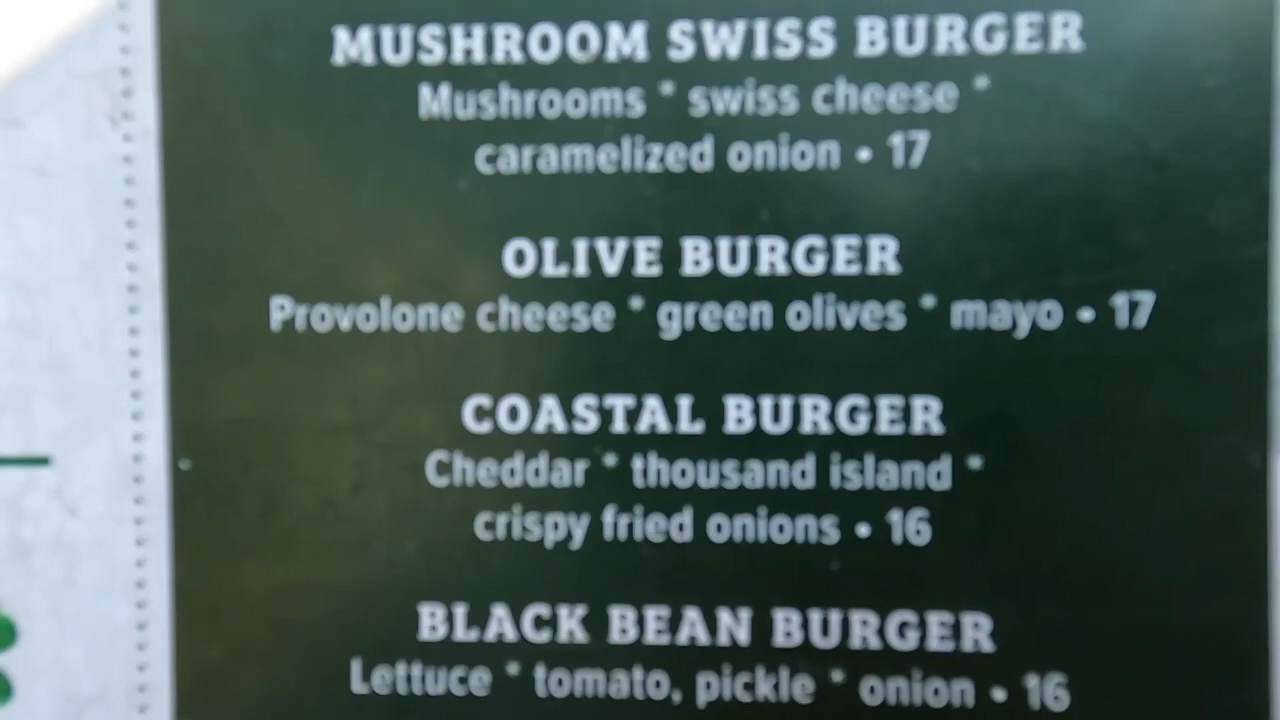 MUSHROOM SWISS BURGER
Mushrooms * swiss cheese *
caramelized onion • 17
OLIVE BURGER
Provolone cheese * green olives * mayo • 17
COASTAL BURGER
Cheddar * thousand island *
crispy fried onions • 16
BLACK BEAN BURGER
Lettuce * tomato, pickle * onion • 16